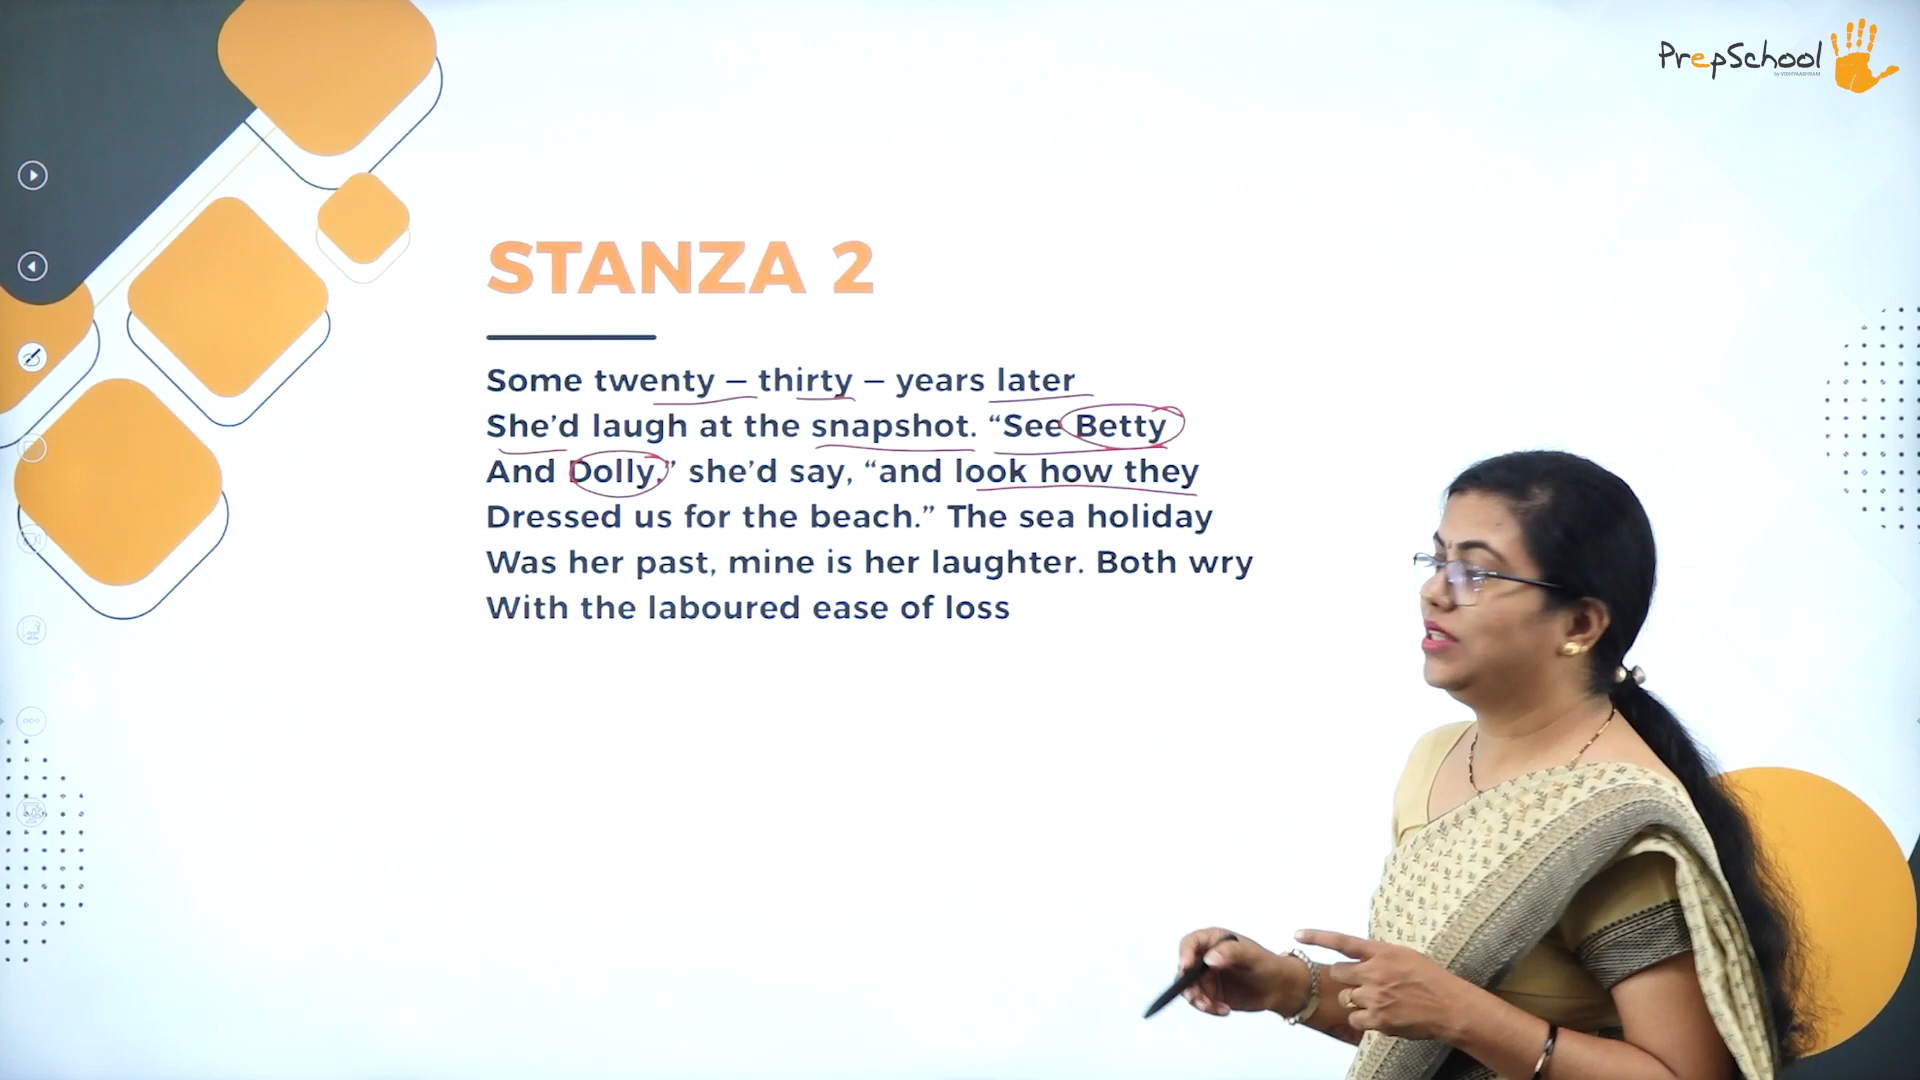 PrepSchool
by VIDHYAASHRAM
STANZA 2
Some twenty – thirty – years later
She’d laugh at the snapshot. “See Betty
And Dolly,” she’d say, “and look how they
Dressed us for the beach.” The sea holiday
Was her past, mine is her laughter. Both wry
With the laboured ease of loss